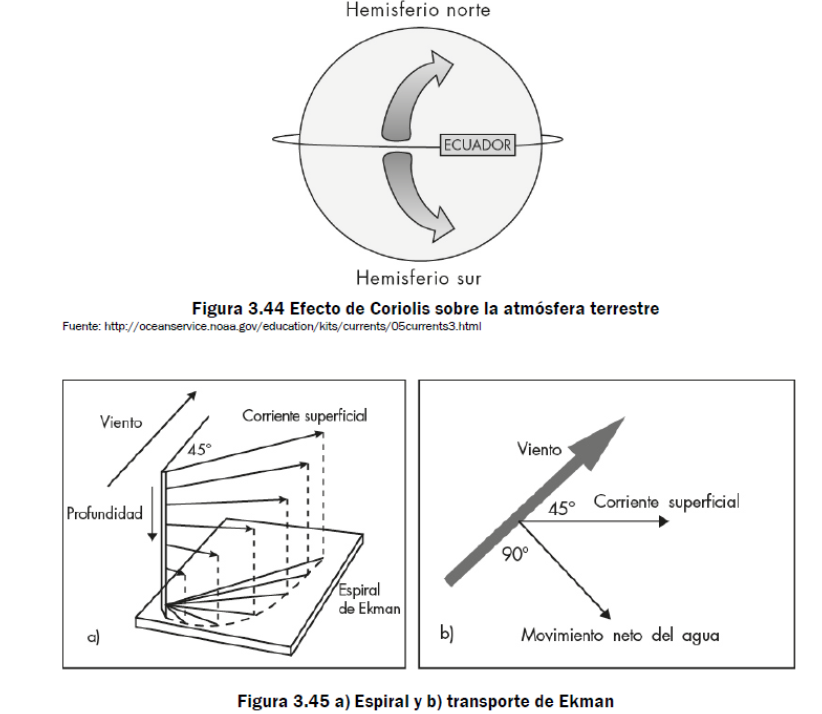 Hemisferio norte
ECUADOR
Hemisferio sur
Figura 3.44 Efecto de Coriolis sobre la atmósfera terrestre
Fuente: http://oceanservice.noaa.gov/education/kits/currents/05currents3.html
Viento
45°
Corriente superficial
Profundidad
Espiral
de Ekman
a)
Viento
45°
Corriente superficial
90°
b)
Movimiento neto del agua
Figura 3.45 a) Espiral y b) transporte de Ekman